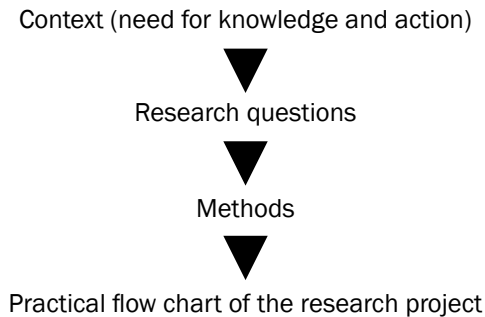 Context (need for knowledge and action)
Research questions
Methods
Practical flow chart of the research project